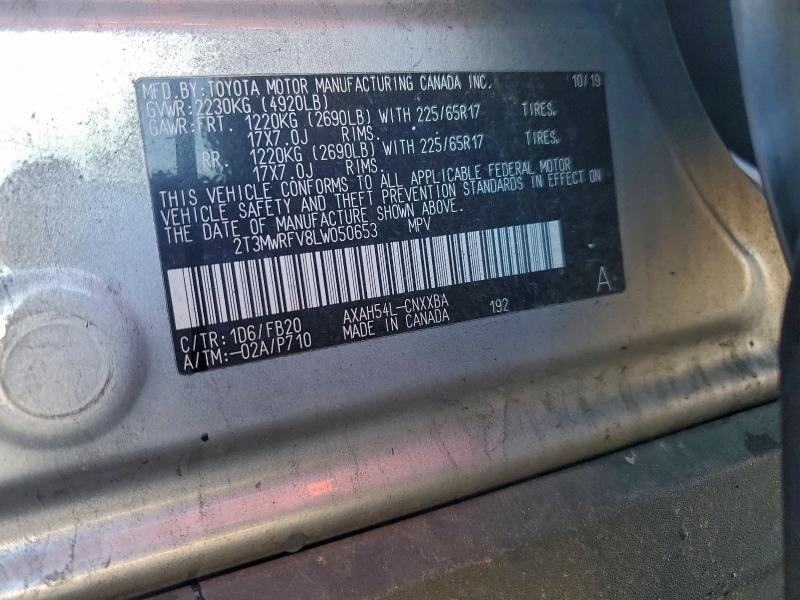 MFD.BY:TOYOTA MOTOR MANUFACTURING CANADA INC. 10/19
GVWR:2230KG (4920LB)
GAWR:FRT. 1220KG (2690LB) WITH 225/65R17 TIRES.
17X7.0J RIMS.
RR. 1220KG (2690LB) WITH 225/65R17 TIRES.
17X7.0J RIMS.
THIS VEHICLE CONFORMS TO ALL APPLICABLE FEDERAL MOTOR
VEHICLE SAFETY AND THEFT PREVENTION STANDARDS IN EFFECT ON
THE DATE OF MANUFACTURE SHOWN ABOVE.
2T3MWRFV8LW050653 MPV
A
C/TR:1D6/FB20 AXAH54L-CNXXBA 192
A/TM:-02A/P710 MADE IN CANADA